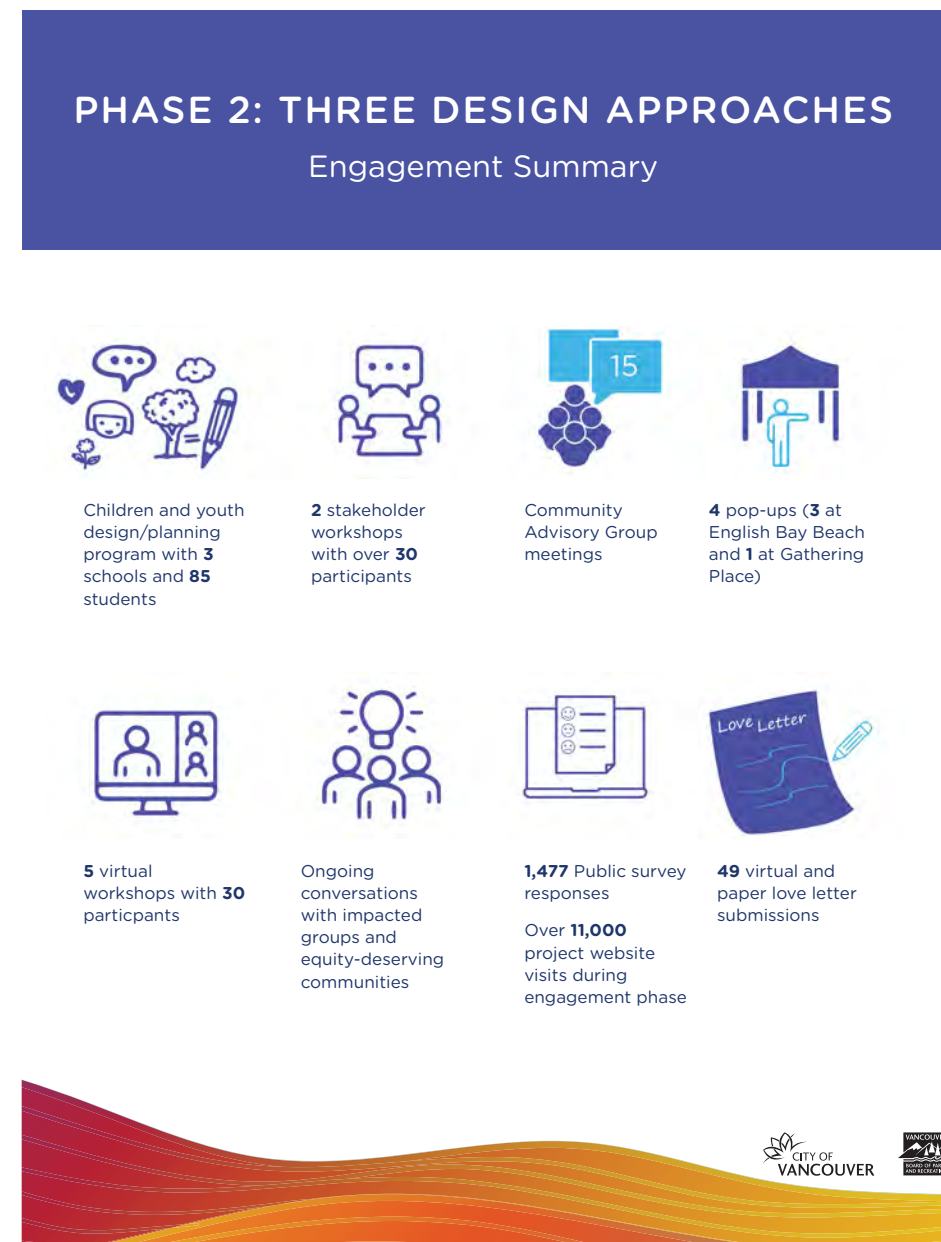 PHASE 2: THREE DESIGN APPROACHES
Engagement Summary
15
Children and youth
design/planning
program with 3
schools and 85
students
2 stakeholder
workshops
with over 30
participants
Community
Advisory Group
meetings
4 pop-ups (3 at
English Bay Beach
and 1 at Gathering
Place)
Love Letter
5 virtual
workshops with 30
particpants
Ongoing
conversations
with impacted
groups and
equity-deserving
communities
1,477 Public survey
responses
Over 11,000
project website
visits during
engagement phase
49 virtual and
paper love letter
submissions
CITY OF
VANCOUVER
BOARD OF
AND